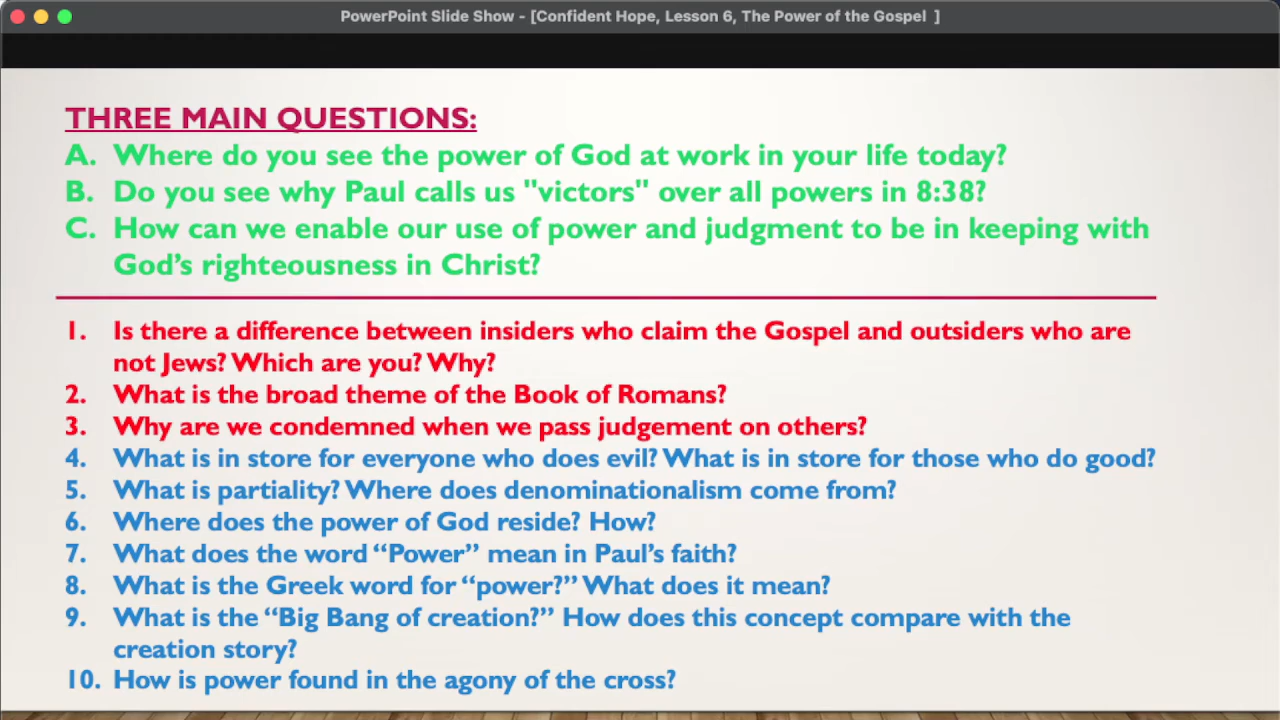 PowerPoint Slide Show - [Confident Hope, Lesson 6, The Power of the Gospel ]
THREE MAIN QUESTIONS:
A. Where do you see the power of God at work in your life today?
B. Do you see why Paul calls us "victors" over all powers in 8:38?
C. How can we enable our use of power and judgment to be in keeping with
God’s righteousness in Christ?
1. Is there a difference between insiders who claim the Gospel and outsiders who are
not Jews? Which are you? Why?
2. What is the broad theme of the Book of Romans?
3. Why are we condemned when we pass judgement on others?
4. What is in store for everyone who does evil? What is in store for those who do good?
5. What is partiality? Where does denominationalism come from?
6. Where does the power of God reside? How?
7. What does the word “Power” mean in Paul’s faith?
8. What is the Greek word for “power?” What does it mean?
9. What is the “Big Bang of creation?” How does this concept compare with the
creation story?
10. How is power found in the agony of the cross?